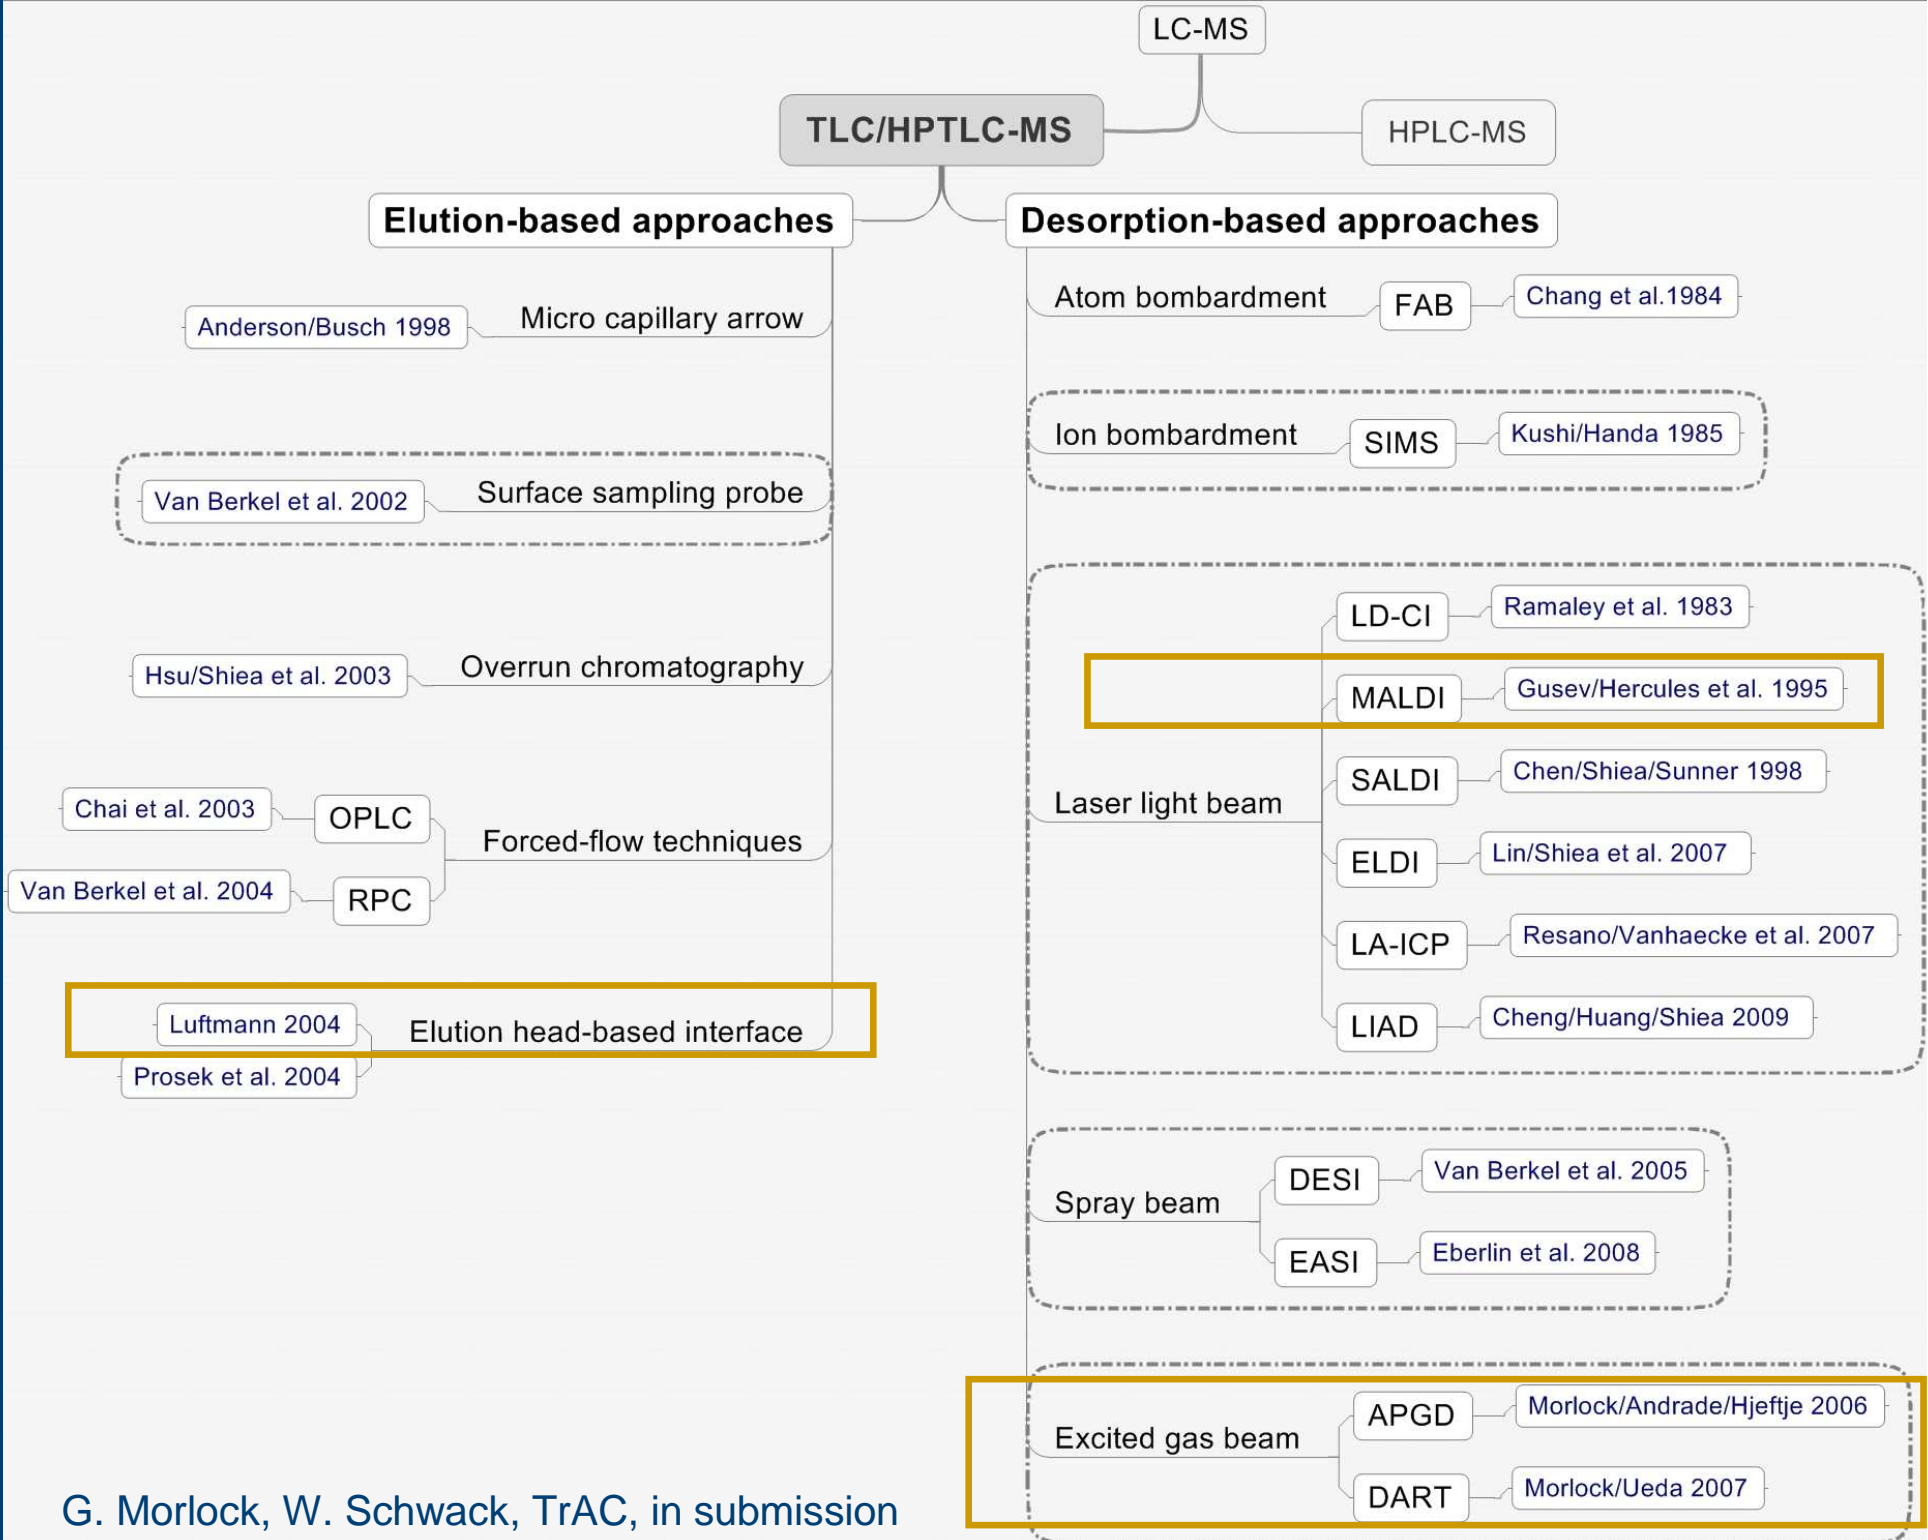 LC-MS
TLC/HPTLC-MS
HPLC-MS
Elution-based approaches
Desorption-based approaches
Micro capillary arrow
Anderson/Busch 1998
Surface sampling probe
Van Berkel et al. 2002
Overrun chromatography
Hsu/Shiea et al. 2003
Forced-flow techniques
OPLC
Chai et al. 2003
RPC
Van Berkel et al. 2004
Elution head-based interface
Luftmann 2004
Prosek et al. 2004
Atom bombardment
FAB
Chang et al.1984
Ion bombardment
SIMS
Kushi/Handa 1985
Laser light beam
LD-CI
Ramaley et al. 1983
MALDI
Gusev/Hercules et al. 1995
SALDI
Chen/Shiea/Sunner 1998
ELDI
Lin/Shiea et al. 2007
LA-ICP
Resano/Vanhaecke et al. 2007
LIAD
Cheng/Huang/Shiea 2009
Spray beam
DESI
Van Berkel et al. 2005
EASI
Eberlin et al. 2008
Excited gas beam
APGD
Morlock/Andrade/Hjeftje 2006
DART
Morlock/Ueda 2007
G. Morlock, W. Schwack, TrAC, in submission